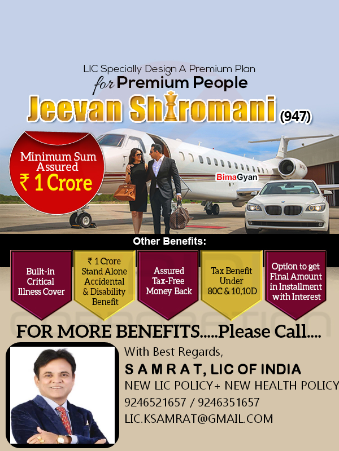 LIC Specially Design A Premium Plan
for Premium People
Jeevan Shiromani (947)
Minimum Sum
Assured
₹ 1 Crore
BimaGyan
Other Benefits:
Built-in
Critical
Illness Cover
₹ 1 Crore
Stand Alone
Accidental
& Disability
Benefit
Assured
Tax-Free
Money Back
Tax Benefit
Under
80C & 10,10D
Option to get
Final Amount
in Installment
with Interest
FOR MORE BENEFITS.....Please Call....
With Best Regards,
S A M R A T, LIC OF INDIA
NEW LIC POLICY+ NEW HEALTH POLICY
9246521657 / 9246351657
LIC.KSAMRAT@GMAIL.COM